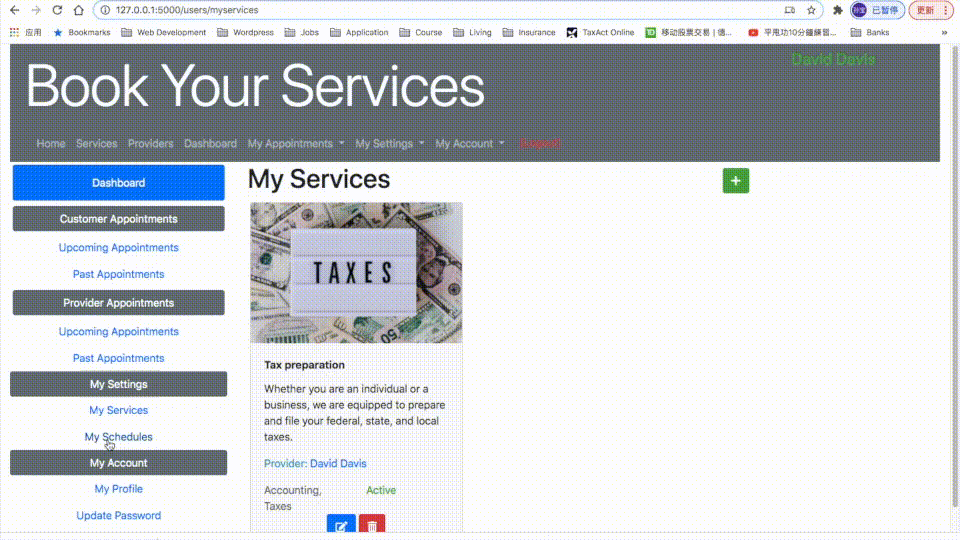 127.0.0.1:5000/users/myservices
已暂停
更新
应用 Bookmarks Web Development Wordpress Jobs Application Course Living Insurance TaxAct Online 移动股票交易 | 德... 平甩功10分鐘練習... Banks »
David Davis
Book Your Services
Home Services Providers Dashboard My Appointments My Settings My Account Logout
Dashboard
Customer Appointments
Upcoming Appointments
Past Appointments
Provider Appointments
Upcoming Appointments
Past Appointments
My Settings
My Services
My Schedules
My Account
My Profile
Update Password
My Services
+
TAXES
Tax preparation
Whether you are an individual or a
business, we are equipped to prepare
and file your federal, state, and local
taxes.
Provider: David Davis
Accounting, Active
Taxes